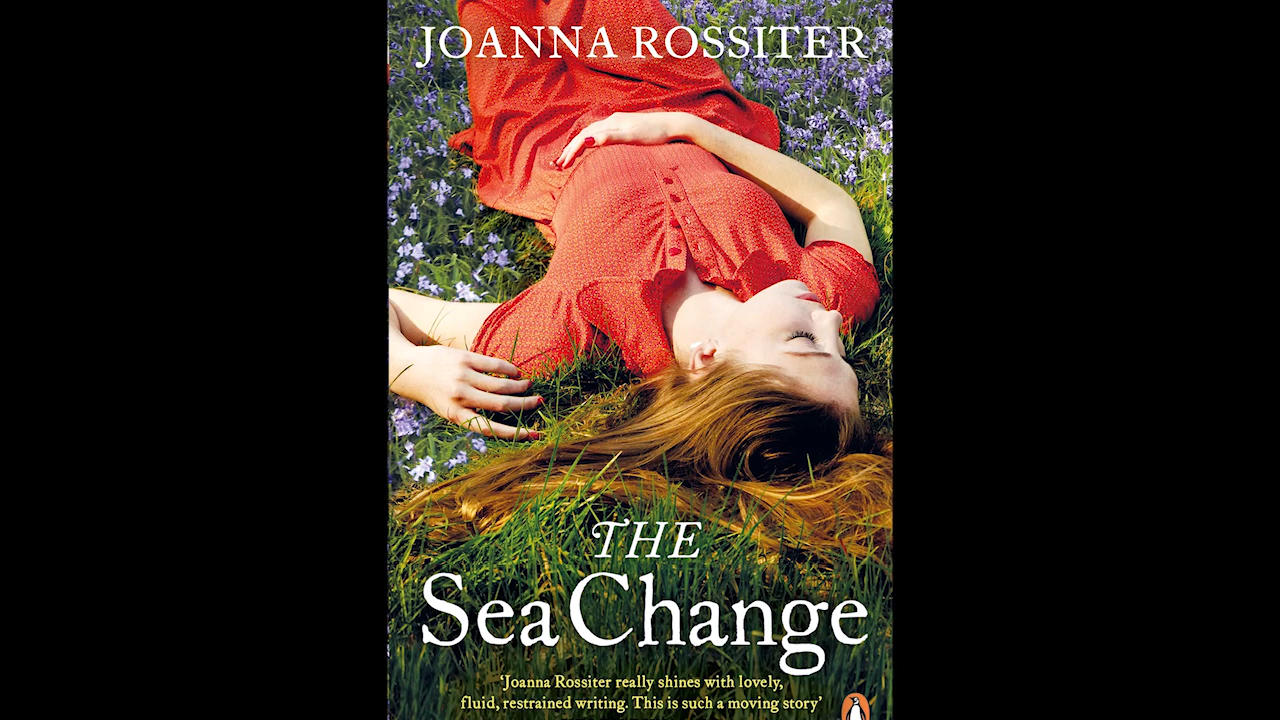 JOANNA ROSSITER
THE
Sea Change
‘Joanna Rossiter really shines with lovely,
fluid, restrained writing. This is such a moving story’